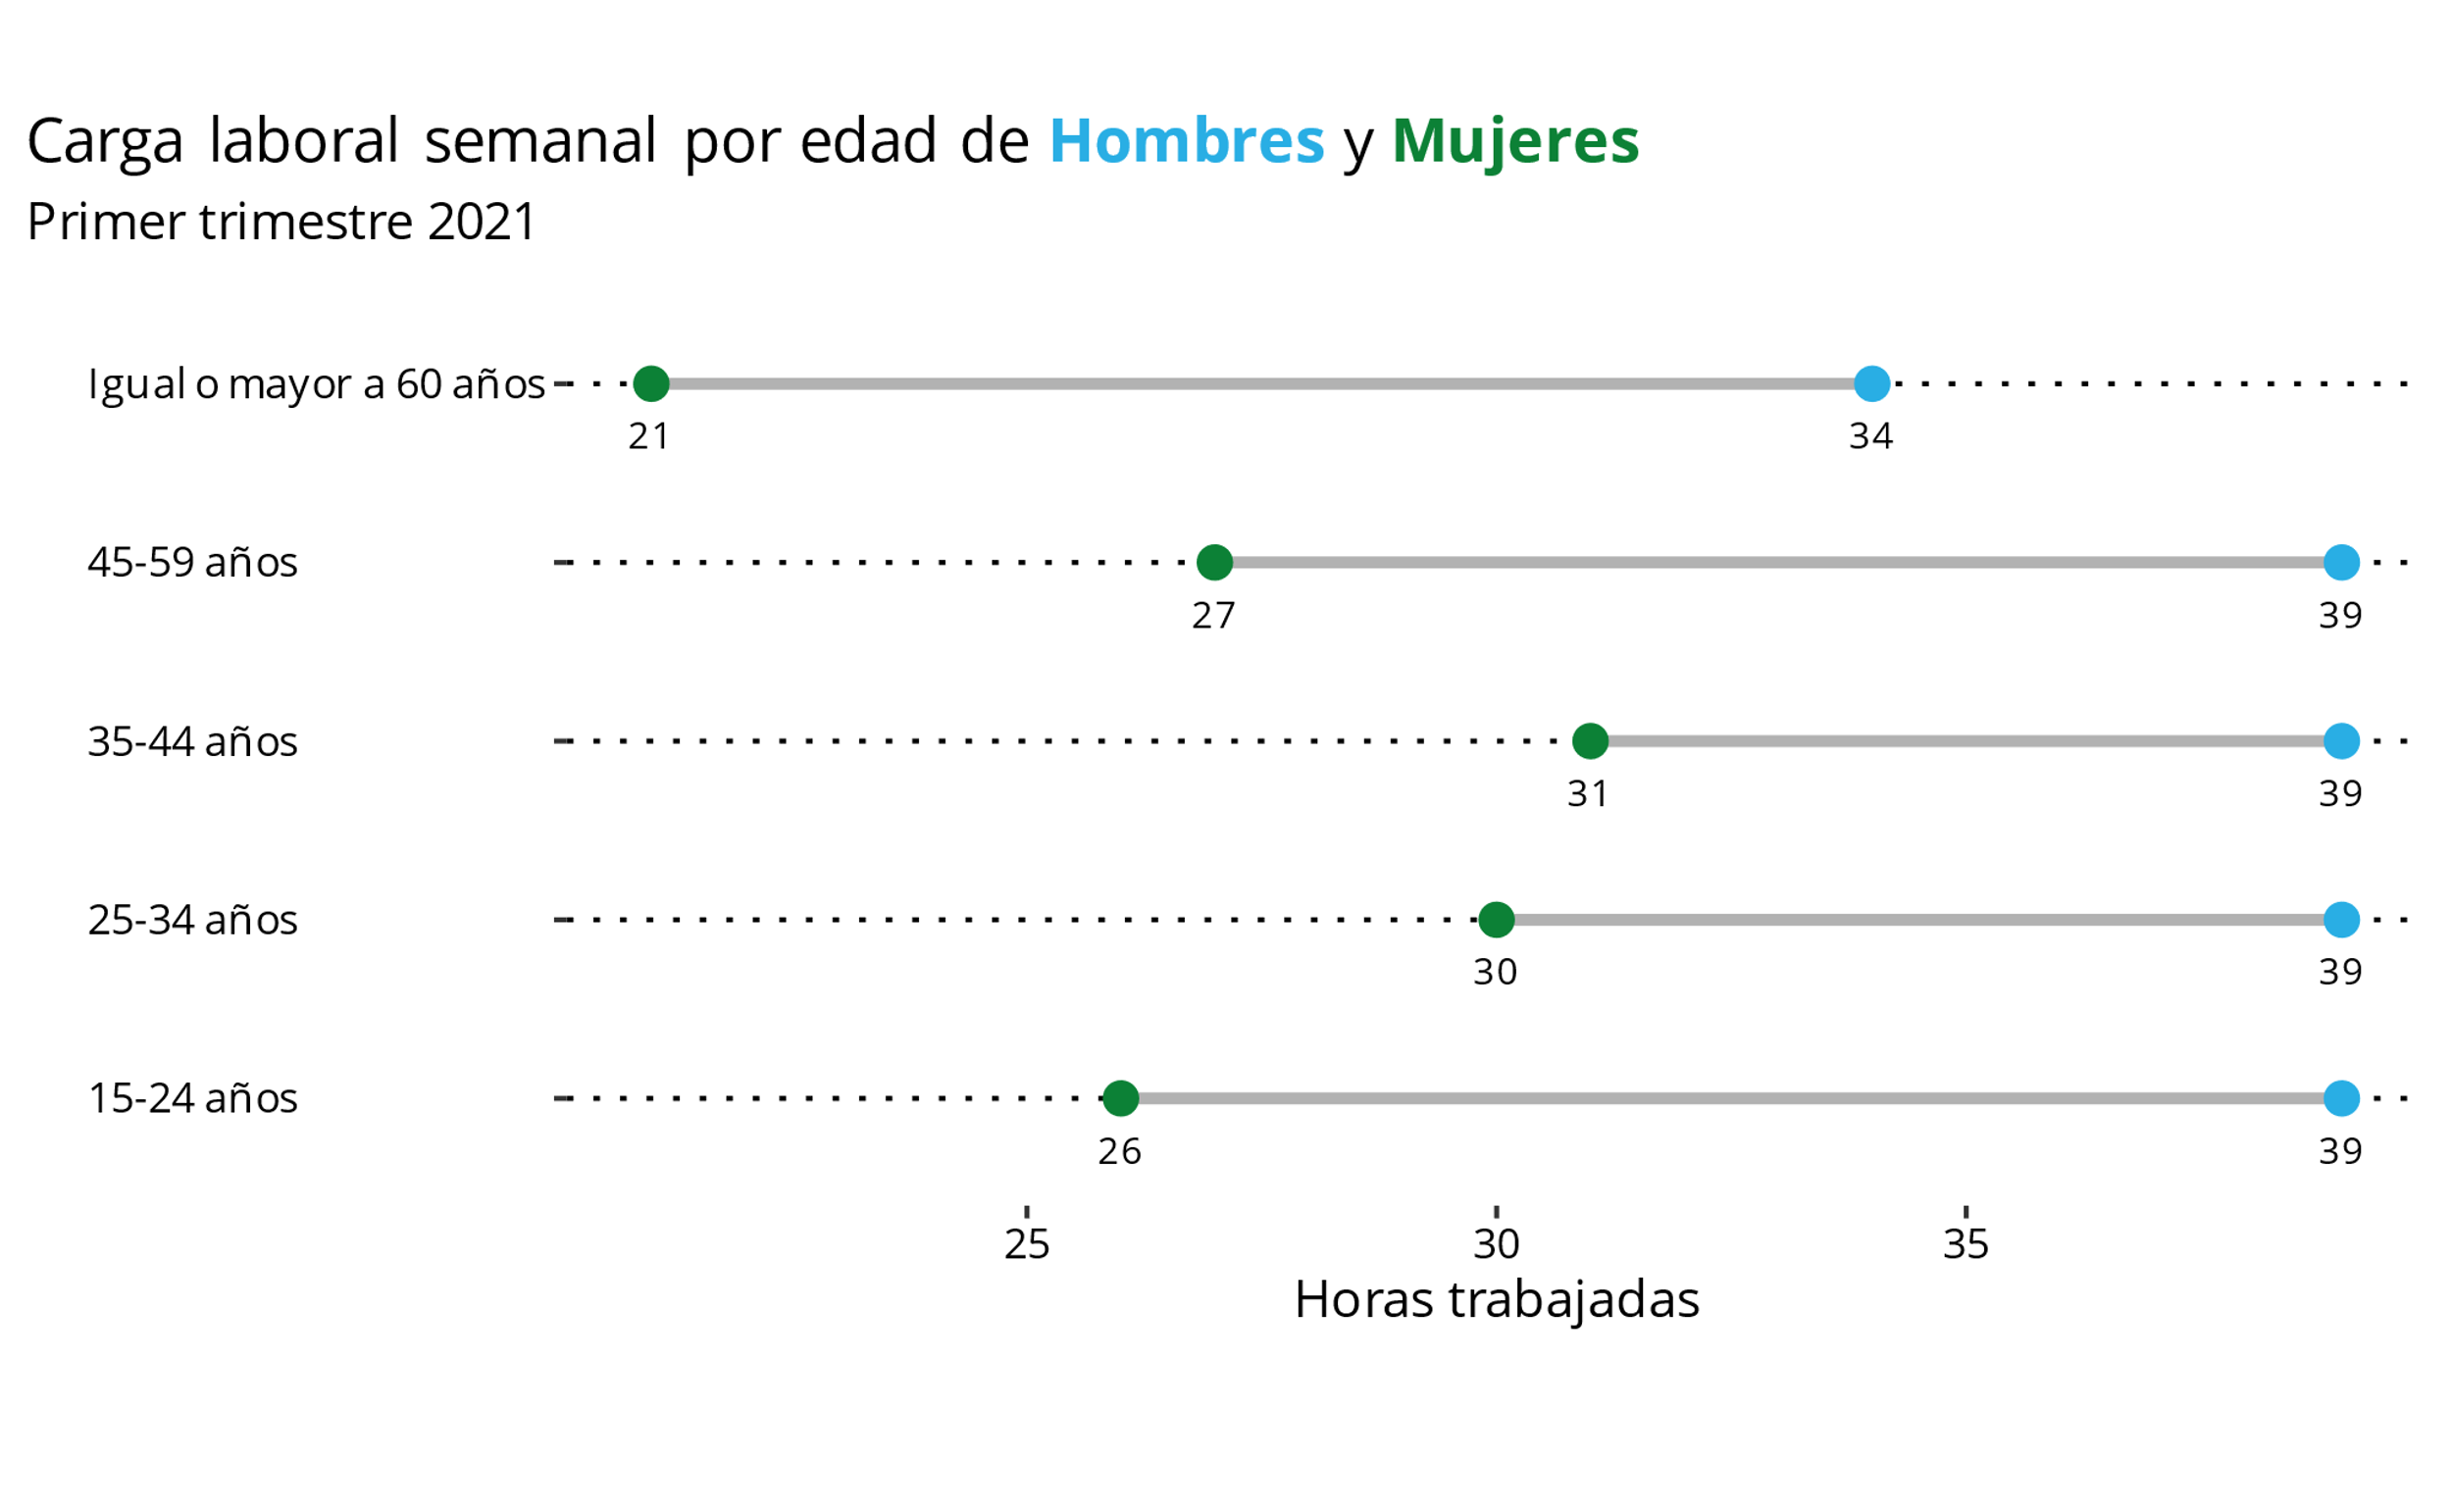 Carga laboral semanal por edad de Hombres y Mujeres
Primer trimestre 2021
Igual o mayor a 60 años
21 34
45-59 años
27 39
35-44 años
31 39
25-34 años
30 39
15-24 años
26 39
25 30 35
Horas trabajadas